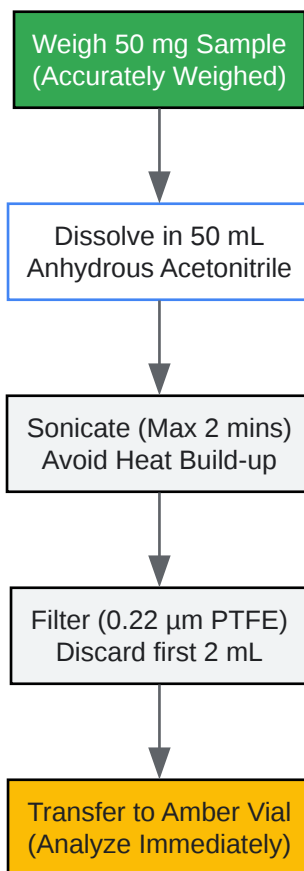 Weigh 50 mg Sample
(Accurately Weighed)
Dissolve in 50 mL
Anhydrous Acetonitrile
Sonicate (Max 2 mins)
Avoid Heat Build-up
Filter (0.22 µm PTFE)
Discard first 2 mL
Transfer to Amber Vial
(Analyze Immediately)